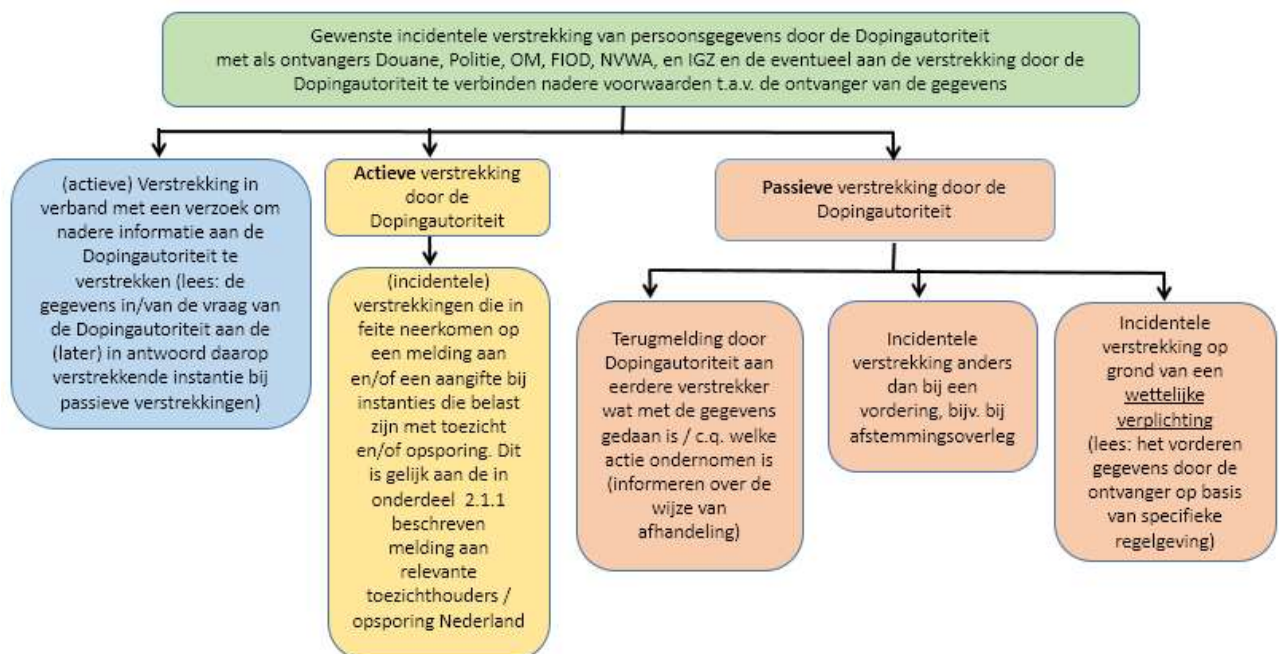 Gewenste incidentele verstrekking van persoonsgegevens door de Dopingautoriteit
met als ontvangers Douane, Politie, OM, FIOD, NVWA, en IGZ en de eventueel aan de verstrekking door de
Dopingautoriteit te verbinden nadere voorwaarden t.a.v. de ontvanger van de gegevens
(actieve) Verstrekking in
verband met een verzoek om
nadere informatie aan de
Dopingautoriteit te
verstrekken (lees: de
gegevens in/van de vraag van
de Dopingautoriteit aan de
(later) in antwoord daarop
verstrekkende instantie bij
passieve verstrekkingen)
Actieve verstrekking
door de
Dopingautoriteit
(incidentele)
verstrekkingen die in
feite neerkomen op
een melding aan
en/of een aangifte bij
instanties die belast
zijn met toezicht
en/of opsporing. Dit
is gelijk aan de in
onderdeel 2.1.1
beschreven
melding aan
relevante
toezichthouders /
opsporing Nederland
Passieve verstrekking door de
Dopingautoriteit
Terugmelding door
Dopingautoriteit aan
eerdere verstrekker
wat met de gegevens
gedaan is / c.q. welke
actie ondernomen is
(informeren over de
wijze van
afhandeling)
Incidentele
verstrekking anders
dan bij een
vordering, bijv. bij
afstemmingsoverleg
Incidentele
verstrekking op
grond van een
wettelijke
verplichting
(lees: het vorderen
gegevens door de
ontvanger op basis
van specifieke
regelgeving)